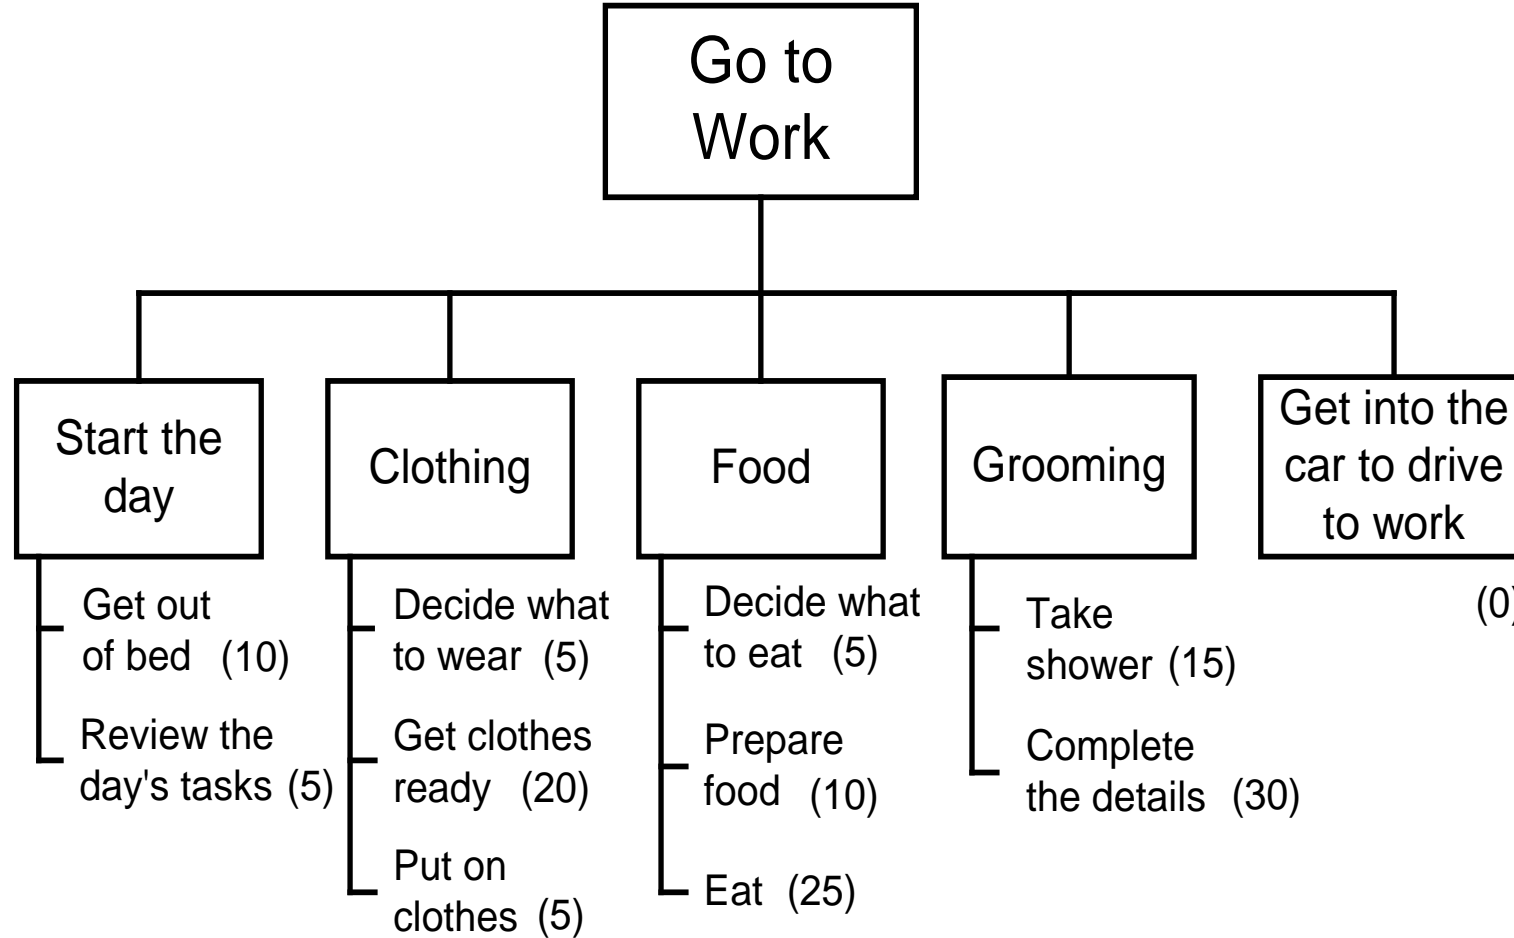 Go to
Work
Start the
day
Clothing
Food
Grooming
Get into the
car to drive
to work
Get out
of bed (10)
Review the
day's tasks (5)
Decide what
to wear (5)
Get clothes
ready (20)
Put on
clothes (5)
Decide what
to eat (5)
Prepare
food (10)
Eat (25)
Take
shower (15)
Complete
the details (30)
(0)